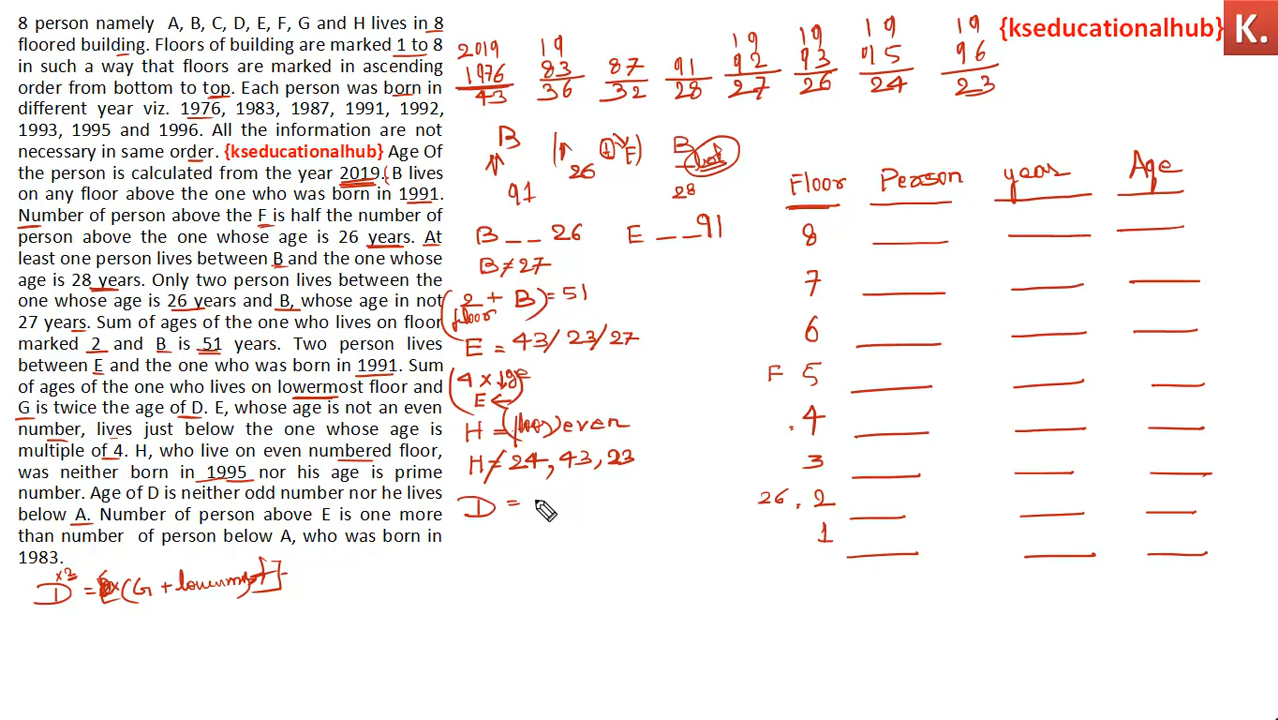 8 person namely A, B, C, D, E, F, G and H lives in 8
floored building. Floors of building are marked 1 to 8
in such a way that floors are marked in ascending
order from bottom to top. Each person was born in
different year viz. 1976, 1983, 1987, 1991, 1992,
1993, 1995 and 1996. All the information are not
necessary in same order. {kseducationalhub} Age Of
the person is calculated from the year 2019. B lives
on any floor above the one who was born in 1991.
Number of person above the F is half the number of
person above the one whose age is 26 years. At
least one person lives between B and the one whose
age is 28 years. Only two person lives between the
one whose age is 26 years and B, whose age in not
27 years. Sum of ages of the one who lives on floor
marked 2 and B is 51 years. Two person lives
between E and the one who was born in 1991. Sum
of ages of the one who lives on lowermost floor and
G is twice the age of D. E, whose age is not an even
number, lives just below the one whose age is
multiple of 4. H, who live on even numbered floor,
was neither born in 1995 nor his age is prime
number. Age of D is neither odd number nor he lives
below A. Number of person above E is one more
than number of person below A, who was born in
1983.
{kseducationalhub} K.
2019 19 19 19 19 19
1976 83 87 91 92 93 95 96
43 36 32 28 27 26 24 23
B
91
26
F
B
28
B _ _ 26 E _ _ 91
B ≠ 27
(2 + B) = 51
floor
E = 43/23/27
(4 × age
E ←
H = (floor) even
H ≠ 24, 43, 23
D =
Floor Person years Age
8
7
6
F 5
. 4
3
26 . 2
1
×2
D = (G + lowermost)